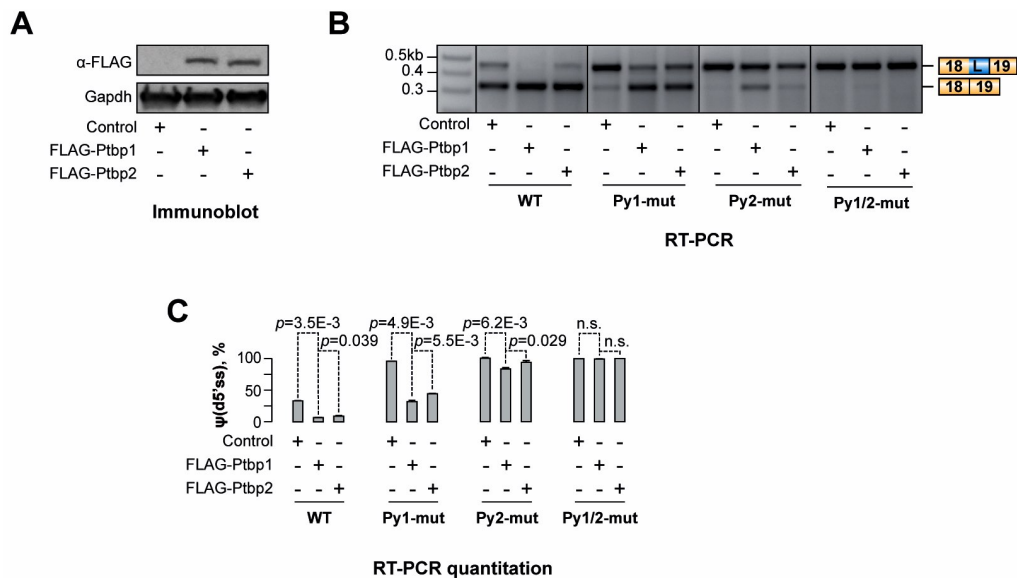 A
α-FLAG
Gapdh
Control + - -
FLAG-Ptbp1 - + -
FLAG-Ptbp2 - - +
Immunoblot
B
0.5kb
0.4
0.3
18 L 19
18 19
Control + - - + - - + - - + - -
FLAG-Ptbp1 - + - - + - - + - - + -
FLAG-Ptbp2 - - + - - + - - + - - +
WT Py1-mut Py2-mut Py1/2-mut
RT-PCR
C
p=3.5E-3 p=4.9E-3 p=6.2E-3 n.s.
p=0.039 p=5.5E-3 p=0.029 n.s.
ψ(d5'ss), %
100
50
0
Control + - - + - - + - - + - -
FLAG-Ptbp1 - + - - + - - + - - + -
FLAG-Ptbp2 - - + - - + - - + - - +
WT Py1-mut Py2-mut Py1/2-mut
RT-PCR quantitation